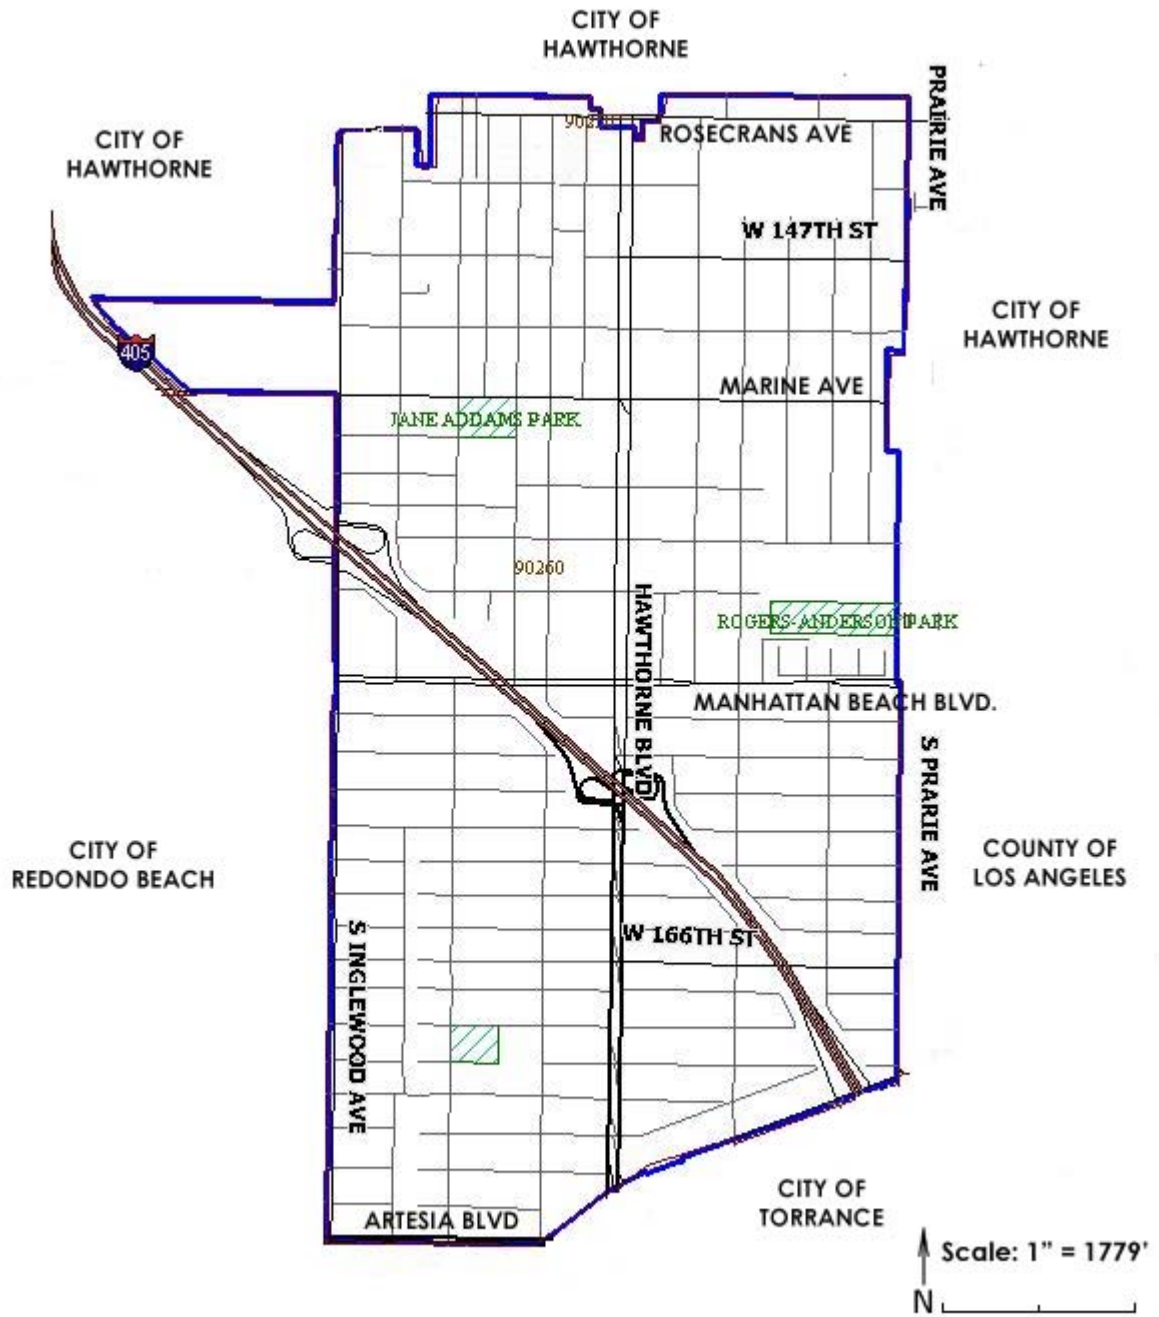 CITY OF
HAWTHORNE
PRAIRIE AVE
CITY OF
HAWTHORNE
ROSECRANS AVE
W 147TH ST
CITY OF
HAWTHORNE
405
MARINE AVE
JANE ADDAMS PARK
90260
HAWTHORNE BLVD
ROGERS-ANDERSON PARK
MANHATTAN BEACH BLVD.
S PRARIE AVE
CITY OF
REDONDO BEACH
COUNTY OF
LOS ANGELES
S INGLEWOOD AVE
W 166TH ST
CITY OF
TORRANCE
ARTESIA BLVD
Scale: 1” = 1779’
N